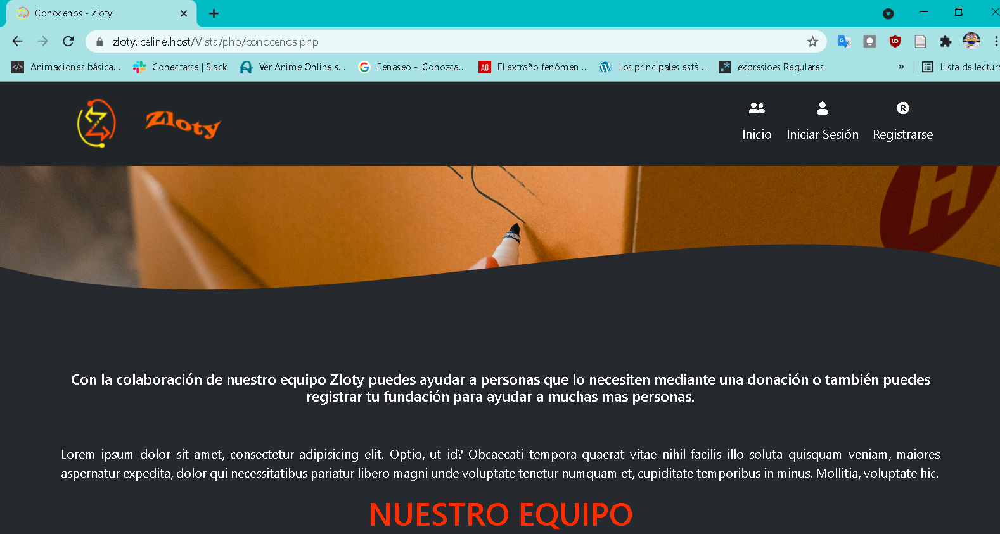 Conocenos - Zloty
zloty.iceline.host/Vista/php/conocenos.php
Animaciones básica... Conectarse | Slack Ver Anime Online s... Fenaseo - ¡Conozca... AG El extraño fenómen... Los principales está... expresioes Regulares » Lista de lectura
Zloty
Inicio Iniciar Sesión Registrarse
H
Con la colaboración de nuestro equipo Zloty puedes ayudar a personas que lo necesiten mediante una donación o también puedes
registrar tu fundación para ayudar a muchas mas personas.
Lorem ipsum dolor sit amet, consectetur adipisicing elit. Optio, ut id? Obcaecati tempora quaerat vitae nihil facilis illo soluta quisquam veniam, maiores
aspernatur expedita, dolor qui necessitatibus pariatur libero magni unde voluptate tenetur numquam et, cupiditate temporibus in minus. Mollitia, voluptate hic.
NUESTRO EQUIPO